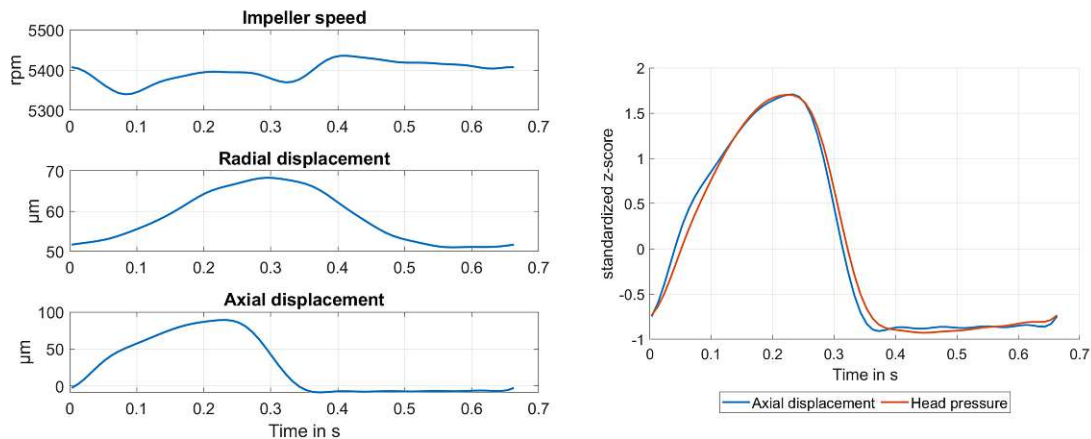 Impeller speed
5500
5400
5300
rpm
0 0.1 0.2 0.3 0.4 0.5 0.6 0.7
Radial displacement
70
60
50
µm
0 0.1 0.2 0.3 0.4 0.5 0.6 0.7
Axial displacement
100
50
0
µm
0 0.1 0.2 0.3 0.4 0.5 0.6 0.7
Time in s
2
1.5
1
0.5
0
-0.5
-1
standardized z-score
0 0.1 0.2 0.3 0.4 0.5 0.6 0.7
Time in s
Axial displacement Head pressure